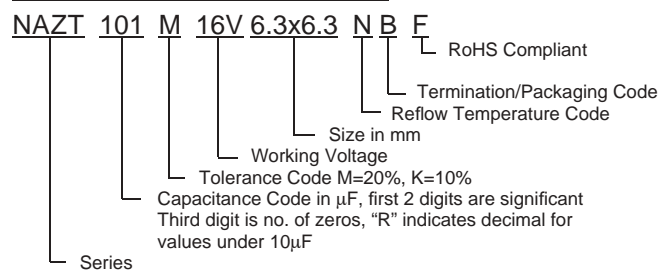 NAZT 101 M 16V 6.3x6.3 N B F
RoHS Compliant
Termination/Packaging Code
Reflow Temperature Code
Size in mm
Working Voltage
Tolerance Code M=20%, K=10%
Capacitance Code in μF, first 2 digits are significant
Third digit is no. of zeros, “R” indicates decimal for
values under 10μF
Series